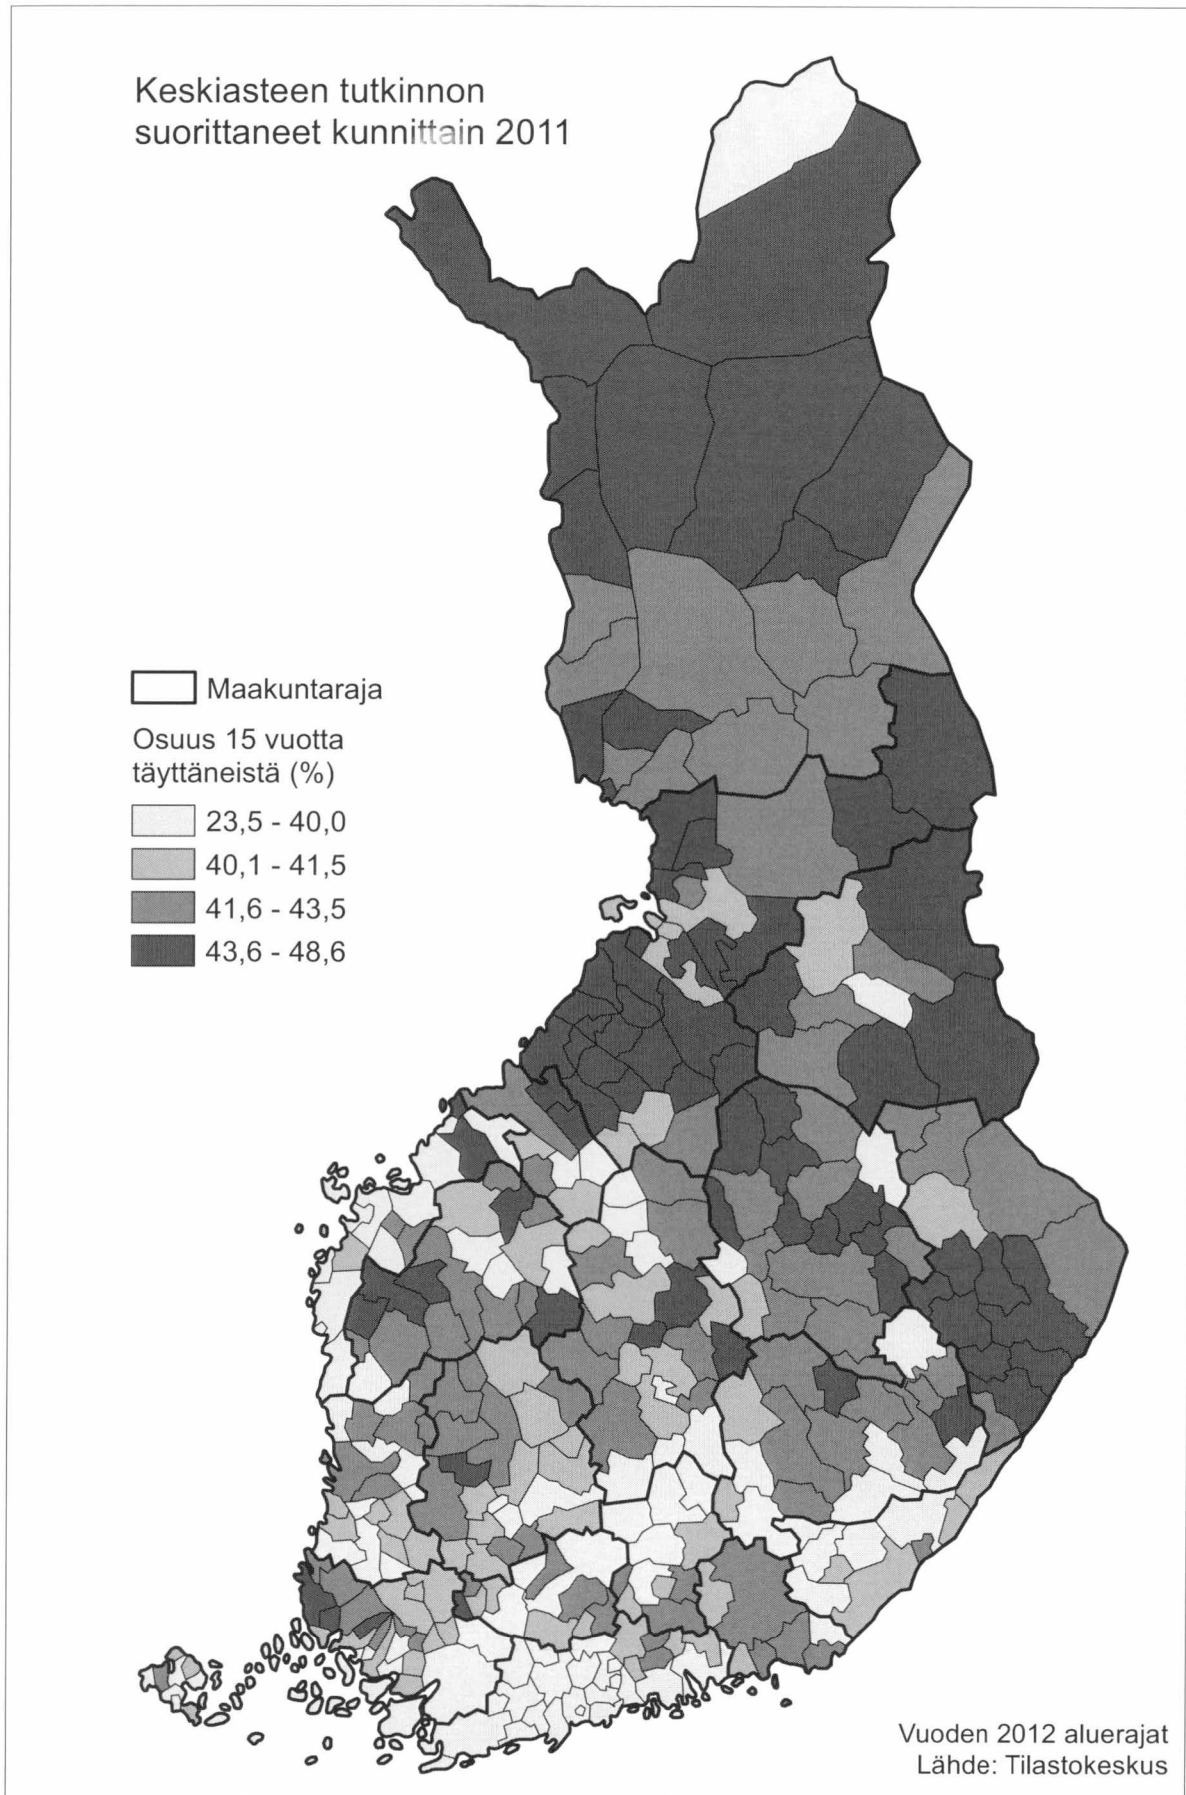 Keskiasteen tutkinnon
suorittaneet kunnittain 2011
Maakuntaraja
Osuus 15 vuotta
täyttäneistä (%)
23,5 - 40,0
40,1 - 41,5
41,6 - 43,5
43,6 - 48,6
Vuoden 2012 aluerajat
Lähde: Tilastokeskus